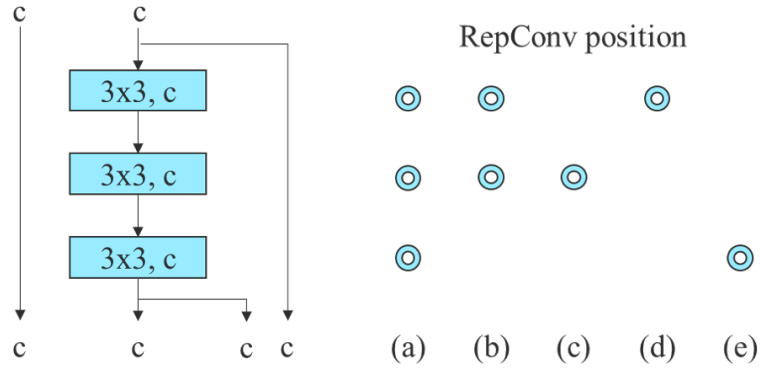 c c
RepConv position
3x3, c
3x3, c
3x3, c
c c c c (a) (b) (c) (d) (e)